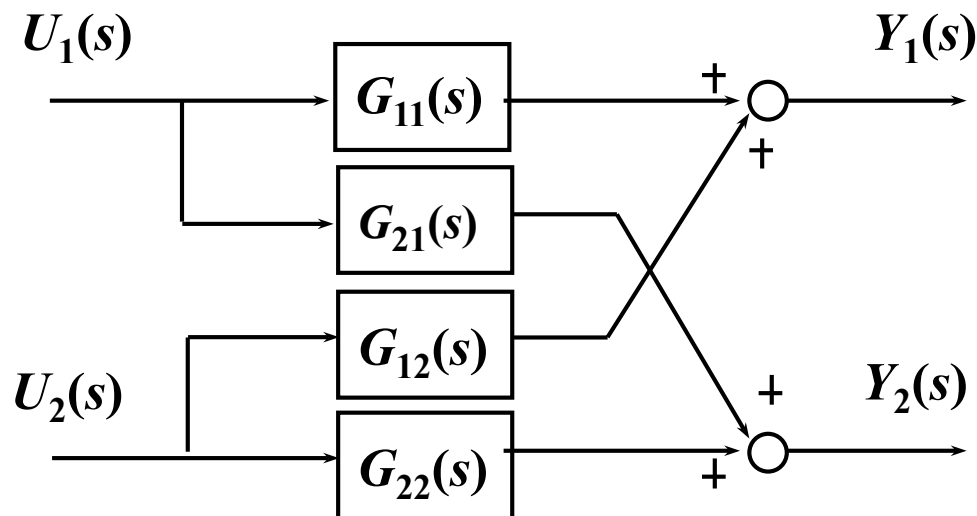 U₁(s)
Y₁(s)
G₁₁(s)
+
+
G₂₁(s)
G₁₂(s)
U₂(s)
+
Y₂(s)
G₂₂(s)
+